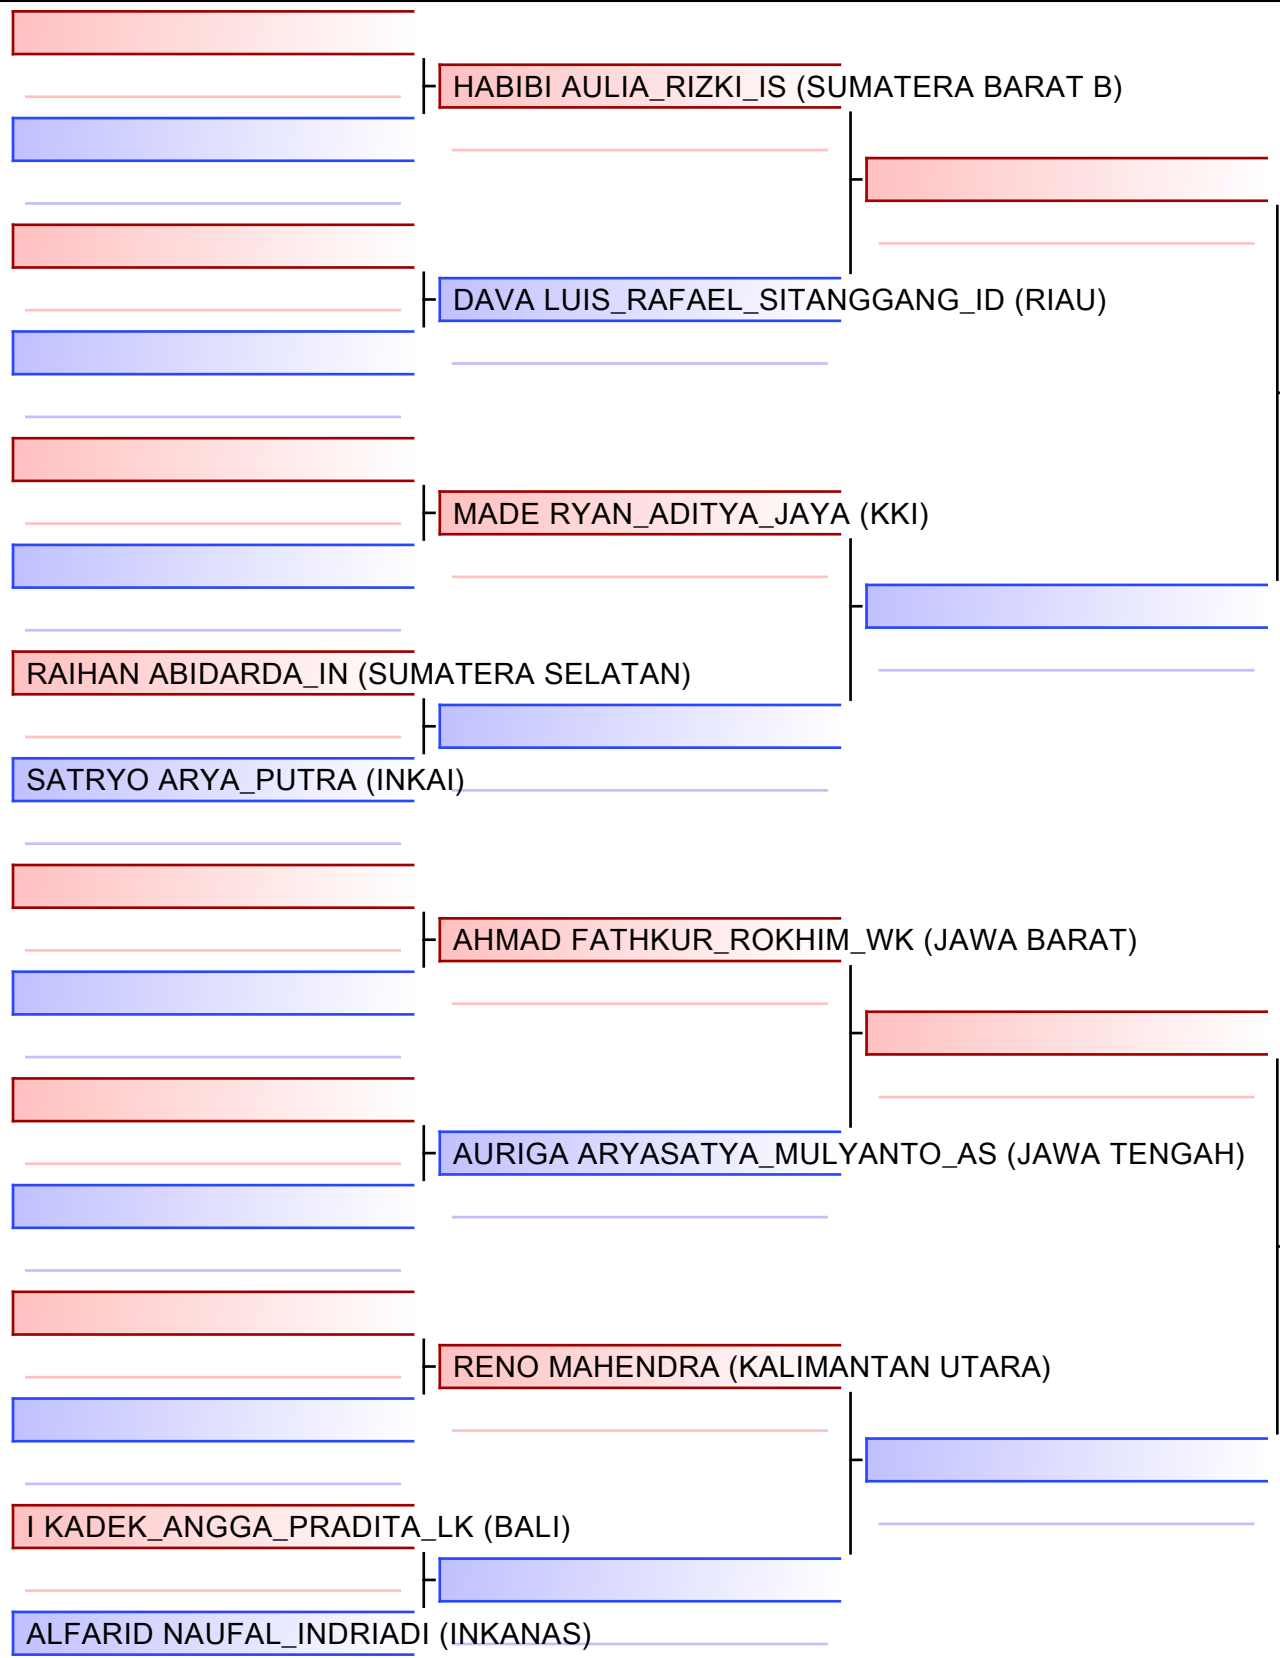 HABIBI AULIA_RIZKI_IS (SUMATERA BARAT B)
DAVA LUIS_RAFAEL_SITANGGANG_ID (RIAU)
MADE RYAN_ADITYA_JAYA (KKI)
RAIHAN ABIDARDA_IN (SUMATERA SELATAN)
SATRYO ARYA_PUTRA (INKAI)
AHMAD FATHKUR_ROKHIM_WK (JAWA BARAT)
AURIGA ARYASATYA_MULYANTO_AS (JAWA TENGAH)
RENO MAHENDRA (KALIMANTAN UTARA)
I KADEK_ANGGA_PRADITA_LK (BALI)
ALFARID NAUFAL_INDRIADI (INKANAS)